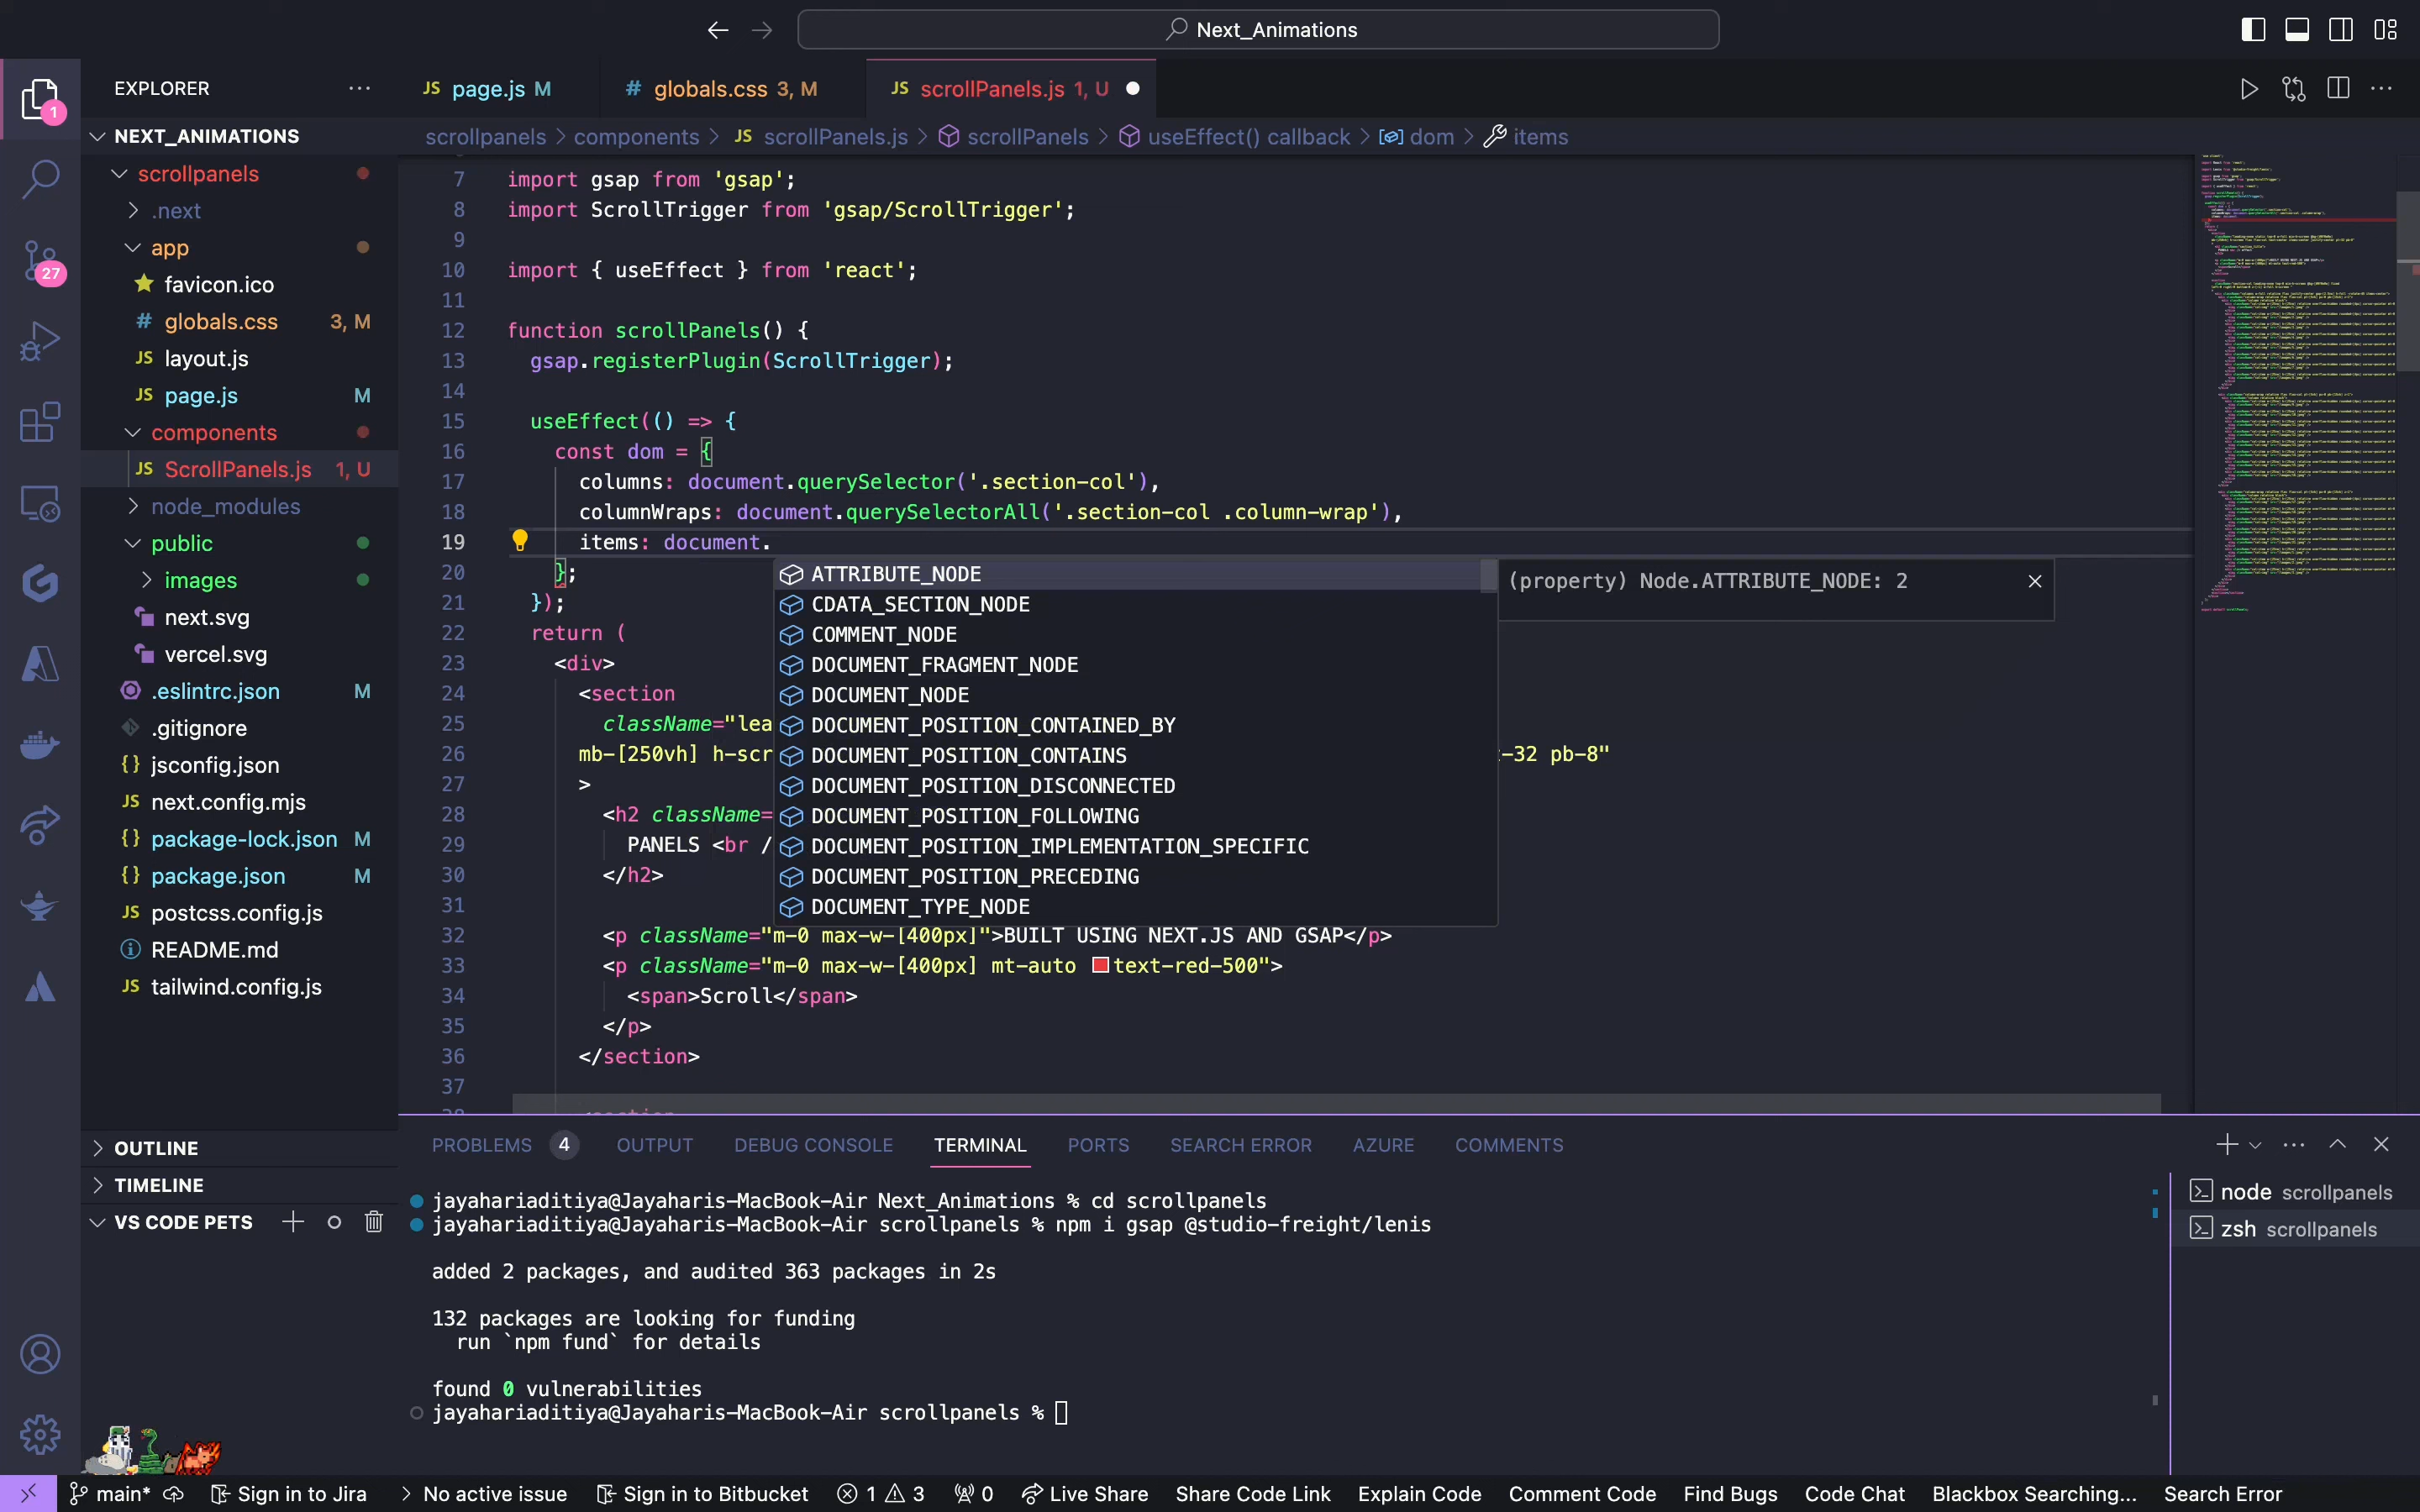 Next_Animations
EXPLORER
page.js M
globals.css 3, M
scrollPanels.js 1, U
NEXT_ANIMATIONS
scrollpanels > components > JS scrollPanels.js > scrollPanels > useEffect() callback > dom > items
1
27
scrollpanels
.next
app
favicon.ico
# globals.css 3, M
JS layout.js
JS page.js M
components
JS ScrollPanels.js 1, U
node_modules
public
images
next.svg
vercel.svg
.eslintrc.json M
.gitignore
{} jsconfig.json
JS next.config.mjs
{} package-lock.json M
{} package.json M
JS postcss.config.js
README.md
JS tailwind.config.js
OUTLINE
TIMELINE
VS CODE PETS
7 import gsap from 'gsap';
8 import ScrollTrigger from 'gsap/ScrollTrigger';
9
10 import { useEffect } from 'react';
11
12 function scrollPanels() {
13 gsap.registerPlugin(ScrollTrigger);
14
15 useEffect(() => {
16 const dom = {
17 columns: document.querySelector('.section-col'),
18 columnWraps: document.querySelectorAll('.section-col .column-wrap'),
19 items: document.
20 };
21 });
22 return (
23 <div>
24 <section
25 className="lea
26 mb-[250vh] h-scr -32 pb-8"
27 >
28 <h2 className=
29 PANELS <br /
30 </h2>
31
32 <p className="m-0 max-w-[400px]">BUILT USING NEXT.JS AND GSAP</p>
33 <p className="m-0 max-w-[400px] mt-auto text-red-500">
34 <span>Scroll</span>
35 </p>
36 </section>
37
ATTRIBUTE_NODE
CDATA_SECTION_NODE
COMMENT_NODE
DOCUMENT_FRAGMENT_NODE
DOCUMENT_NODE
DOCUMENT_POSITION_CONTAINED_BY
DOCUMENT_POSITION_CONTAINS
DOCUMENT_POSITION_DISCONNECTED
DOCUMENT_POSITION_FOLLOWING
DOCUMENT_POSITION_IMPLEMENTATION_SPECIFIC
DOCUMENT_POSITION_PRECEDING
DOCUMENT_TYPE_NODE
(property) Node.ATTRIBUTE_NODE: 2
PROBLEMS 4 OUTPUT DEBUG CONSOLE TERMINAL PORTS SEARCH ERROR AZURE COMMENTS
jayahariaditiya@Jayaharis-MacBook-Air Next_Animations % cd scrollpanels
jayahariaditiya@Jayaharis-MacBook-Air scrollpanels % npm i gsap @studio-freight/lenis
added 2 packages, and audited 363 packages in 2s
132 packages are looking for funding
run `npm fund` for details
found 0 vulnerabilities
jayahariaditiya@Jayaharis-MacBook-Air scrollpanels %
node scrollpanels
zsh scrollpanels
main* Sign in to Jira No active issue Sign in to Bitbucket 1 3 0 Live Share Share Code Link Explain Code Comment Code Find Bugs Code Chat Blackbox Searching... Search Error